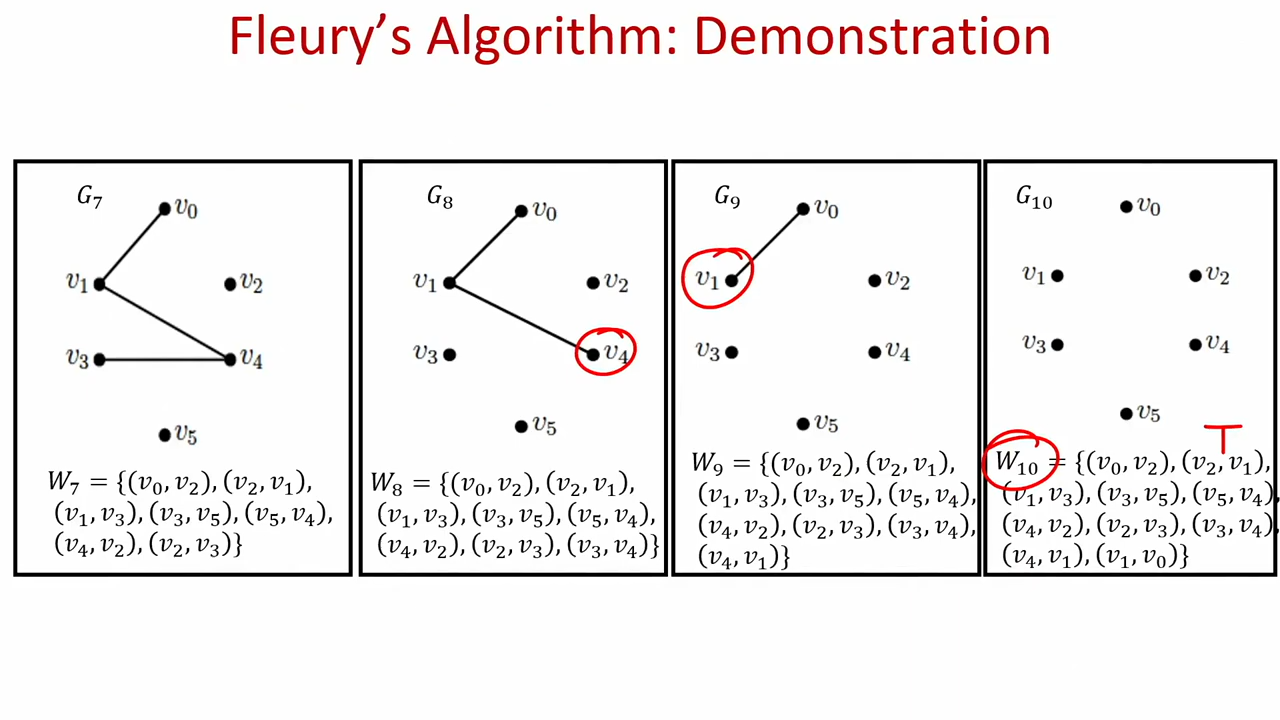 Fleury's Algorithm: Demonstration
G₇
v₀
v₁
v₂
v₃
v₄
v₅
W₇ = {(v₀, v₂), (v₂, v₁),
(v₁, v₃), (v₃, v₅), (v₅, v₄),
(v₄, v₂), (v₂, v₃)}
G₈
v₀
v₁
v₂
v₃
v₄
v₅
W₈ = {(v₀, v₂), (v₂, v₁),
(v₁, v₃), (v₃, v₅), (v₅, v₄),
(v₄, v₂), (v₂, v₃), (v₃, v₄)}
G₉
v₀
v₁
v₂
v₃
v₄
v₅
W₉ = {(v₀, v₂), (v₂, v₁),
(v₁, v₃), (v₃, v₅), (v₅, v₄),
(v₄, v₂), (v₂, v₃), (v₃, v₄),
(v₄, v₁)}
G₁₀
v₀
v₁
v₂
v₃
v₄
v₅
T
W₁₀ = {(v₀, v₂), (v₂, v₁),
(v₁, v₃), (v₃, v₅), (v₅, v₄),
(v₄, v₂), (v₂, v₃), (v₃, v₄),
(v₄, v₁), (v₁, v₀)}